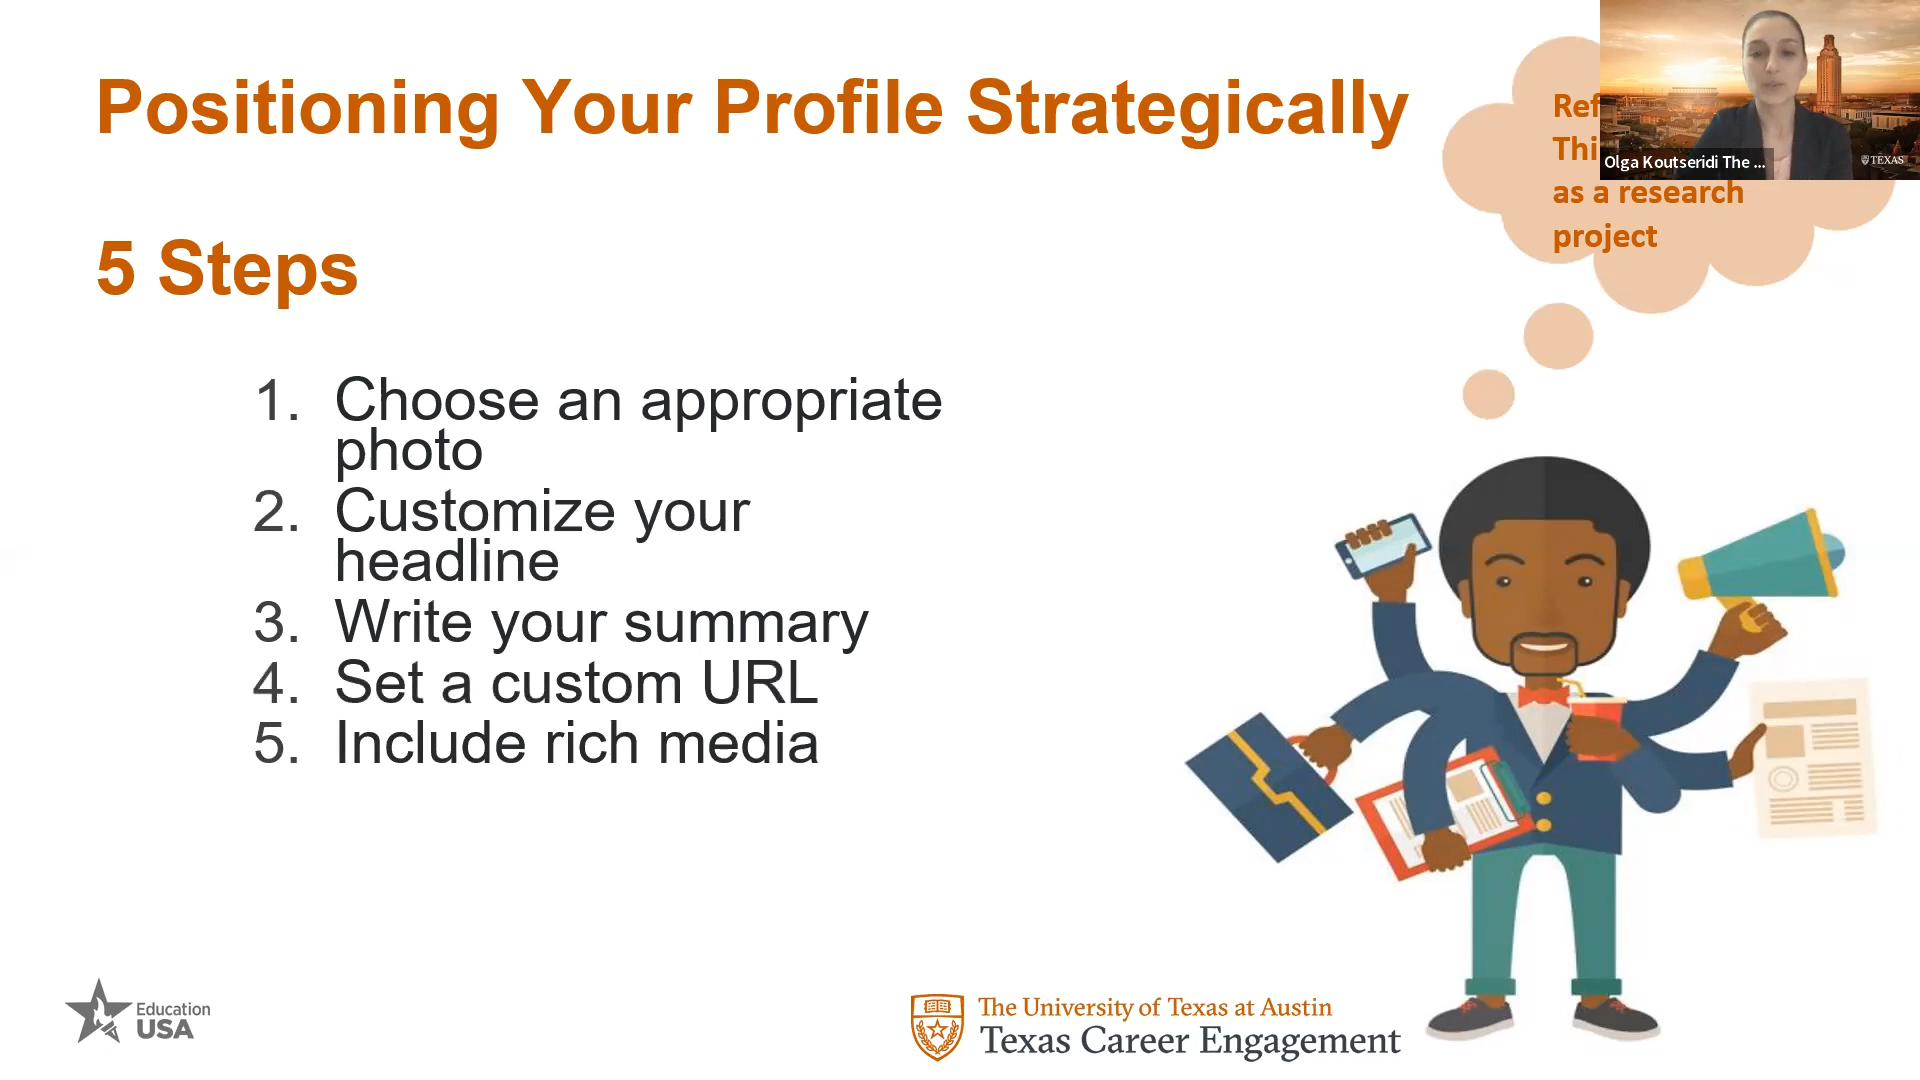 Positioning Your Profile Strategically
5 Steps
1. Choose an appropriate
photo
2. Customize your
headline
3. Write your summary
4. Set a custom URL
5. Include rich media
as a research
project
Olga Koutseridi The ...
TEXAS
Education
USA
The University of Texas at Austin
Texas Career Engagement